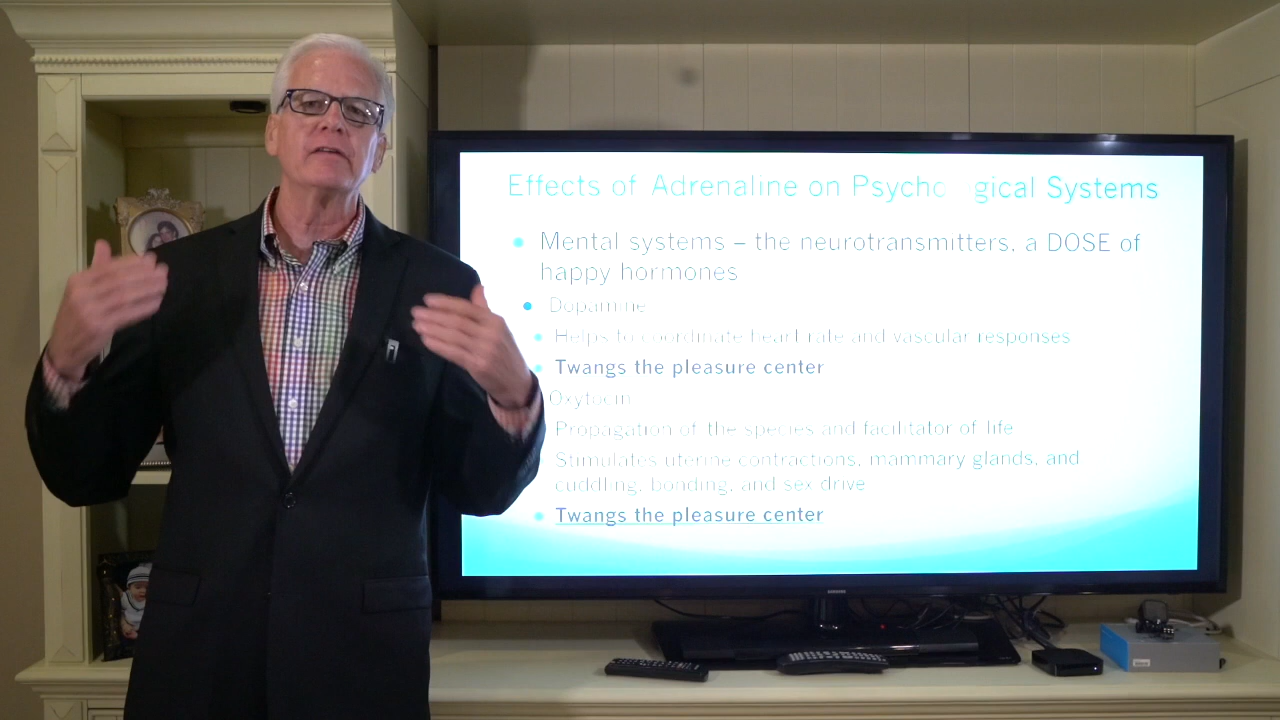 Effects of Adrenaline on Psycho gical Systems
Mental systems – the neurotransmitters, a DOSE of
happy hormones
Dopamine
Helps to coordinate heart rate and vascular responses
Twangs the pleasure center
Oxytocin
Propagation of the species and facilitator of life
Stimulates uterine contractions, mammary glands, and
cuddling, bonding, and sex drive
Twangs the pleasure center
SAMSUNG